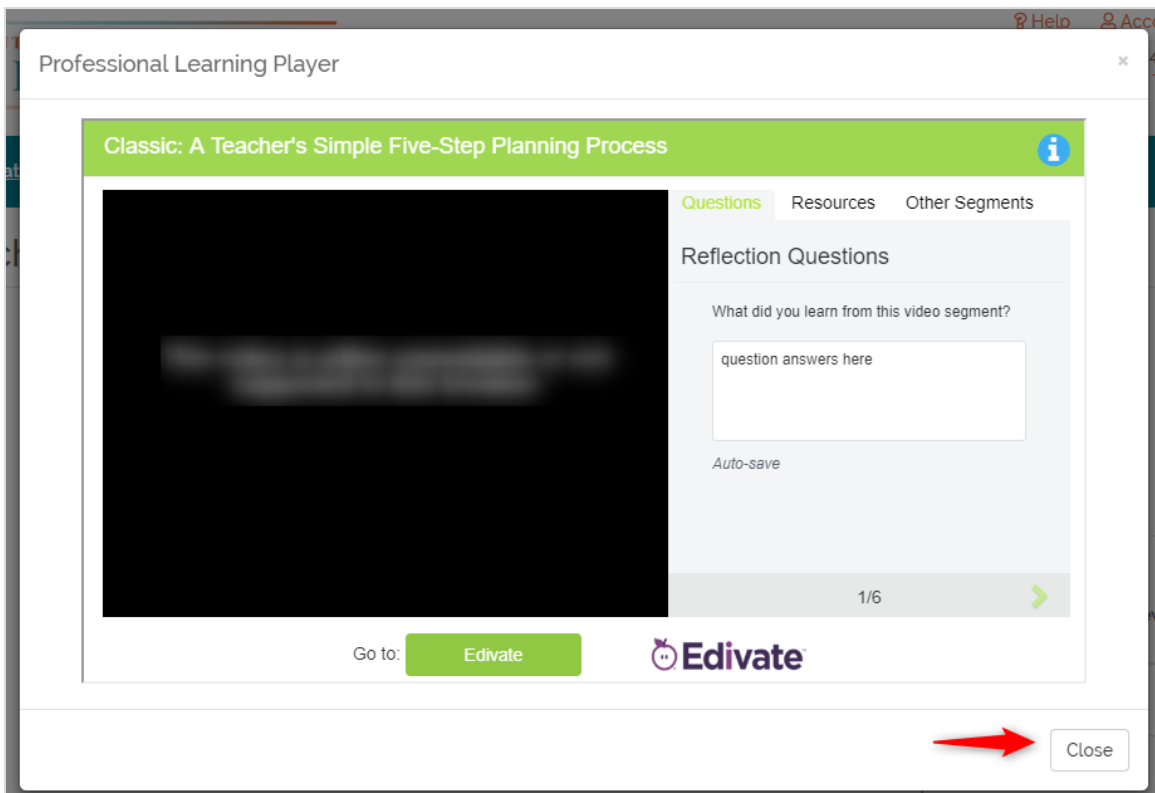 Help
Acc
Professional Learning Player
×
Classic: A Teacher's Simple Five-Step Planning Process
Questions Resources Other Segments
Reflection Questions
What did you learn from this video segment?
question answers here
Auto-save
1/6
Go to: Edivate
Edivate
Close